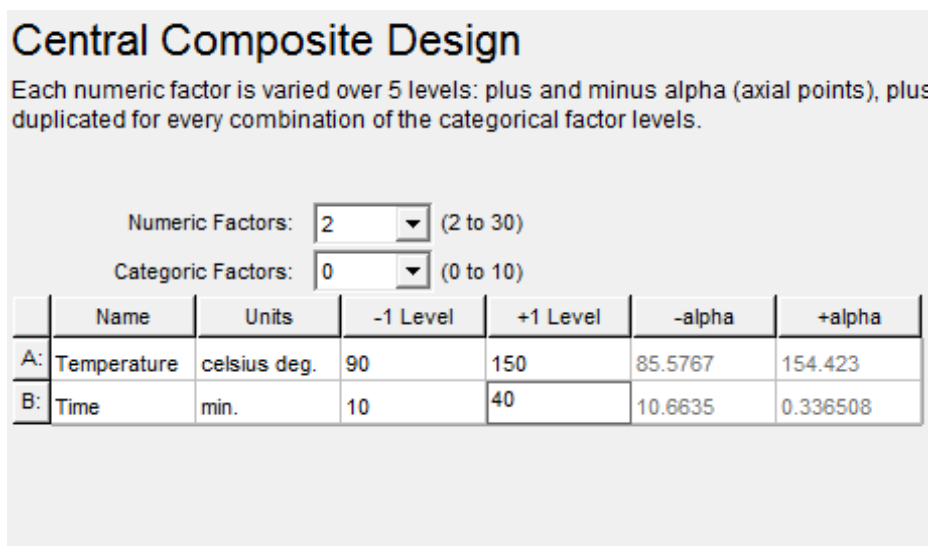 Central Composite Design
Each numeric factor is varied over 5 levels: plus and minus alpha (axial points), plus
duplicated for every combination of the categorical factor levels.
Numeric Factors: 2 (2 to 30)
Categoric Factors: 0 (0 to 10)
Name Units -1 Level +1 Level -alpha +alpha
A: Temperature celsius deg. 90 150 85.5767 154.423
B: Time min. 10 40 10.6635 0.336508